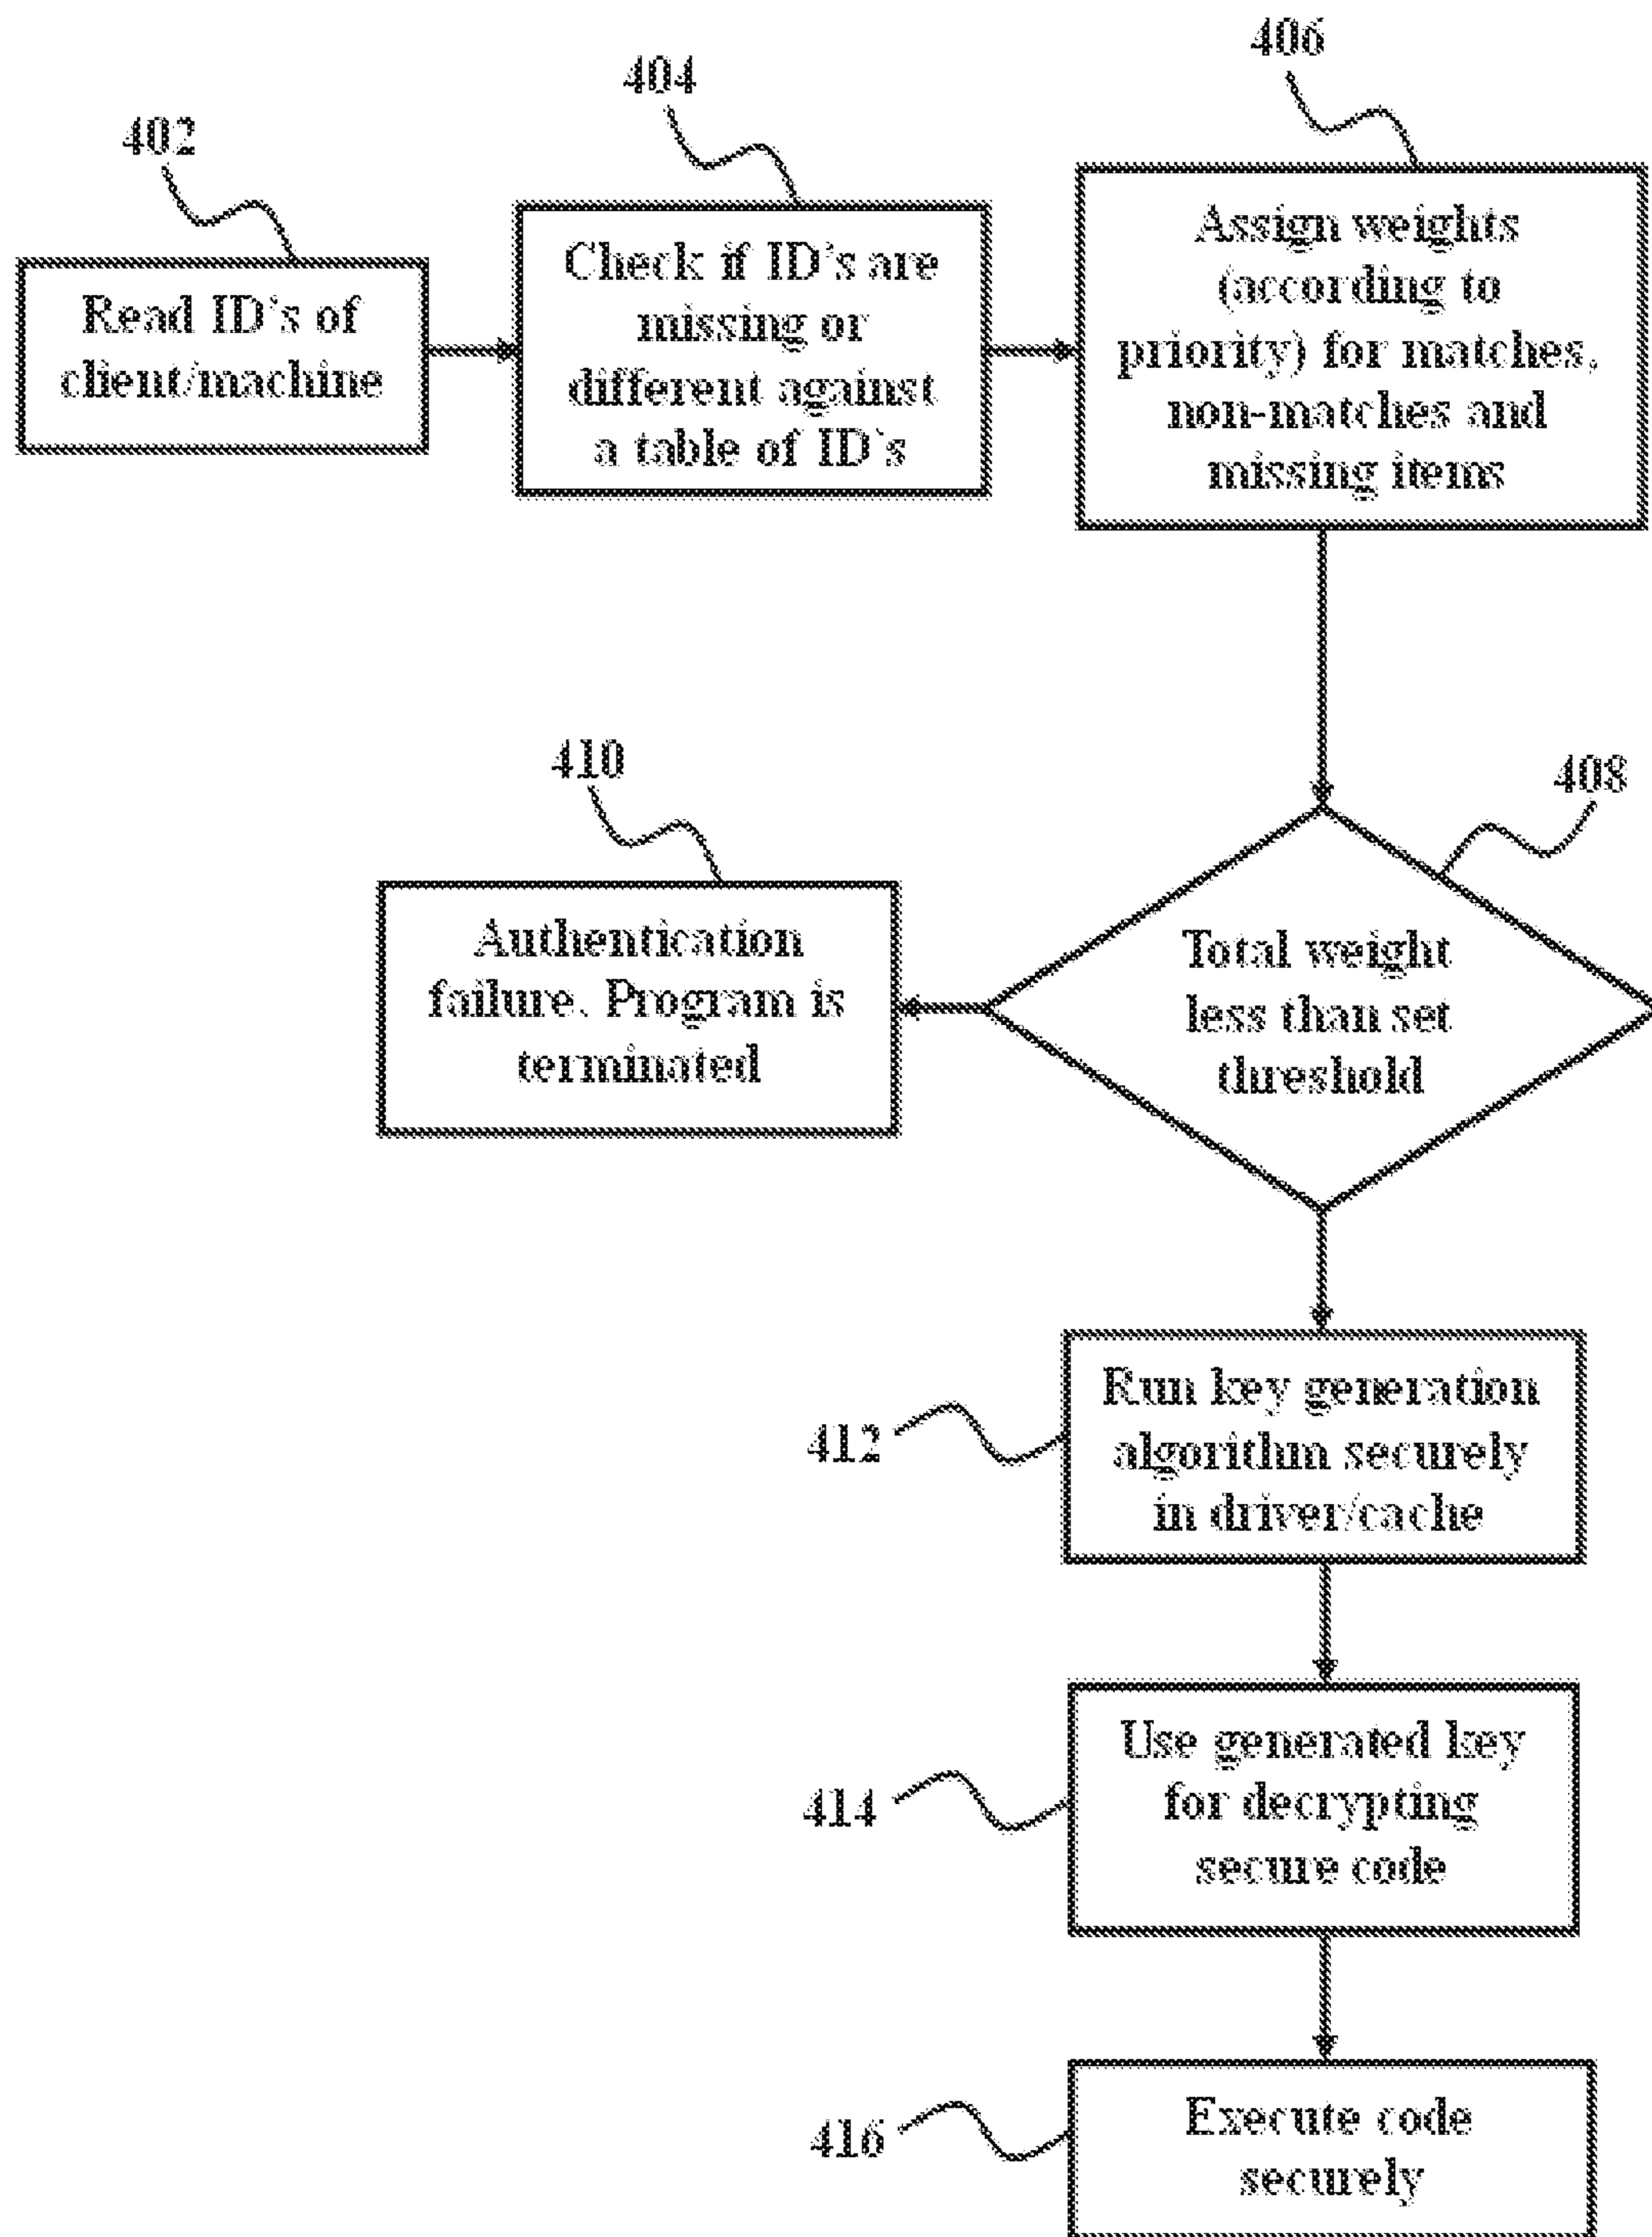 402
Read ID's of
client/machine
404
Check if ID's are
missing or
different against
a table of ID's
406
Assign weights
(according to
priority) for matches,
non-matches and
missing items
408
Total weight
less than set
threshold
410
Authentication
failure. Program is
terminated
412
Run key generation
algorithm securely
in driver/cache
414
Use generated key
for decrypting
secure code
416
Execute code
securely